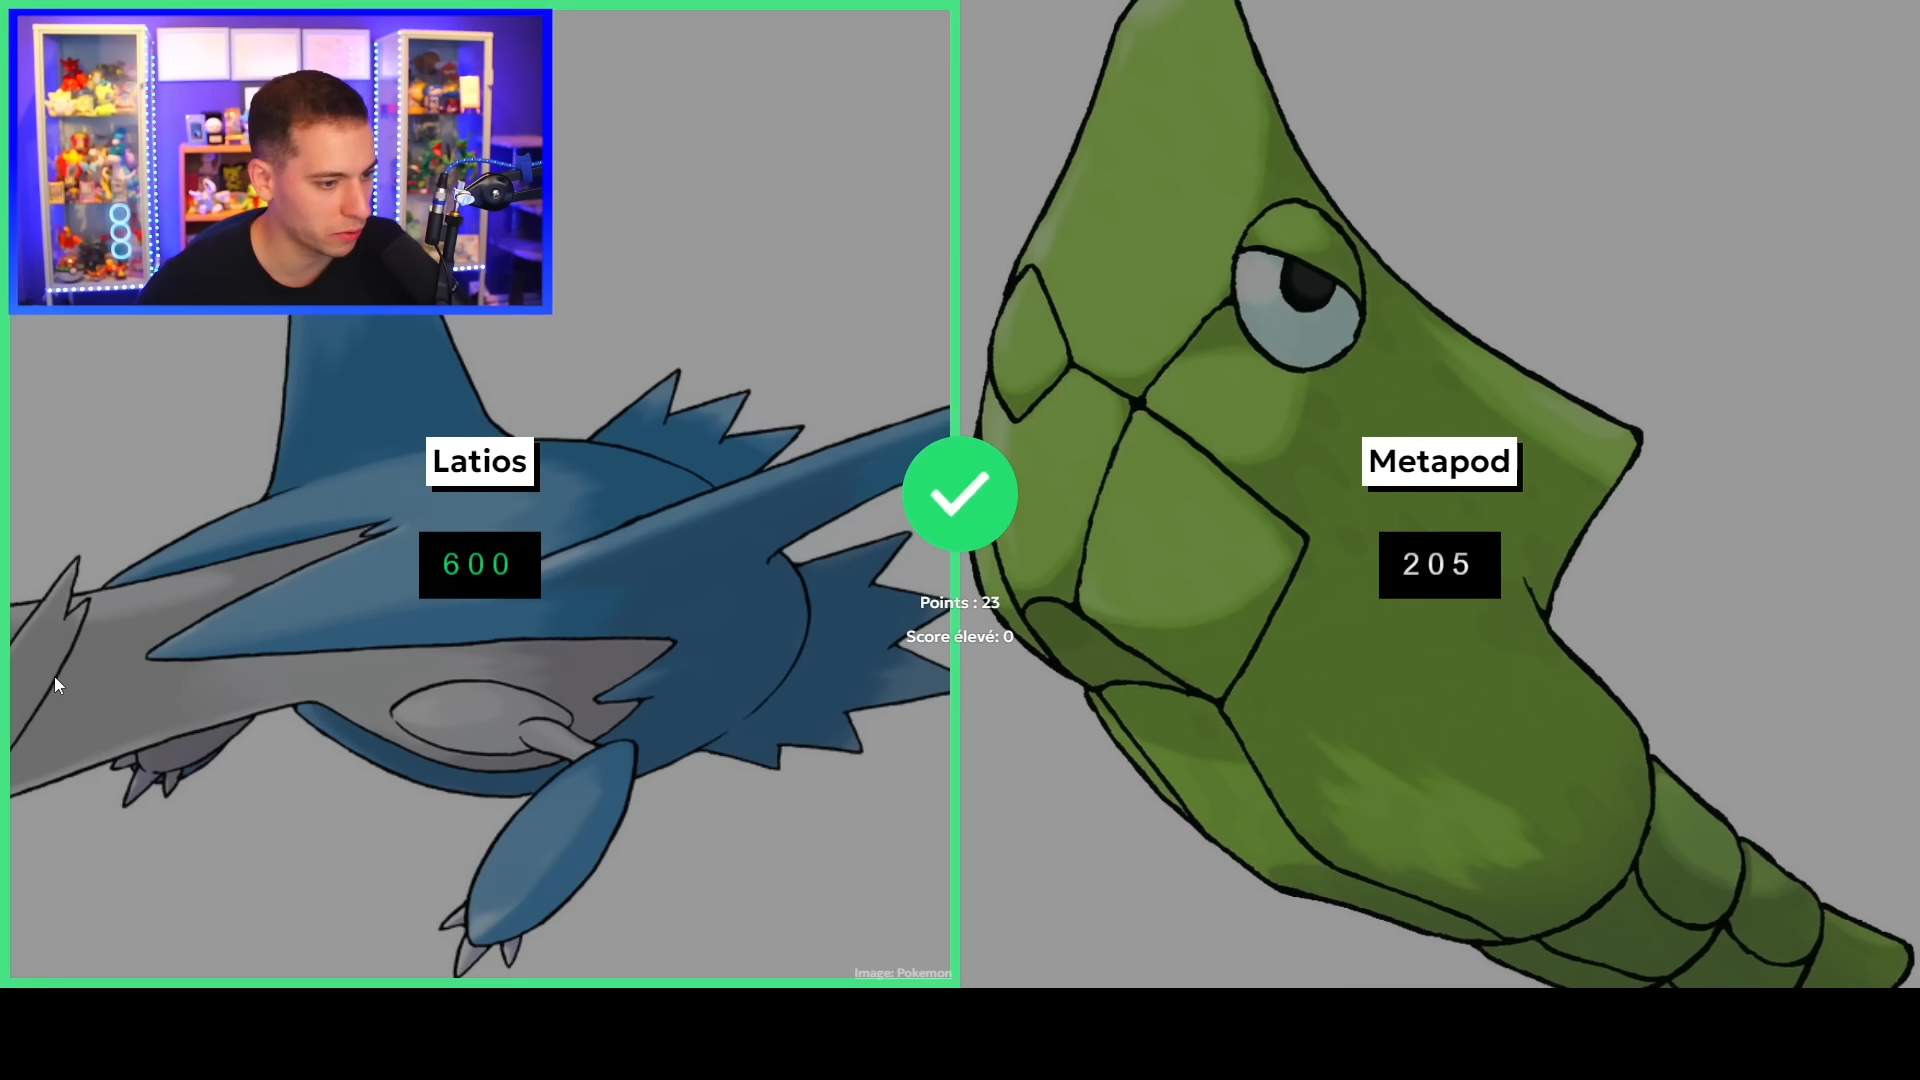 Latios
600
Metapod
205
Points : 23
Score élevé: 0
Image: Pokemon